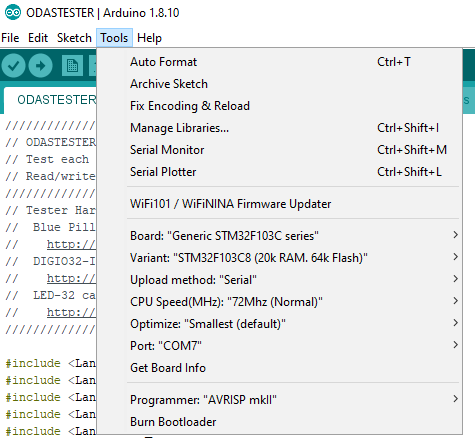 ODASTESTER | Arduino 1.8.10
File Edit Sketch Tools Help
ODASTESTER
Auto Format Ctrl+T
Archive Sketch
Fix Encoding & Reload
Manage Libraries... Ctrl+Shift+I
Serial Monitor Ctrl+Shift+M
Serial Plotter Ctrl+Shift+L
WiFi101 / WiFiNINA Firmware Updater
Board: "Generic STM32F103C series"
Variant: "STM32F103C8 (20k RAM. 64k Flash)"
Upload method: "Serial"
CPU Speed(MHz): "72Mhz (Normal)"
Optimize: "Smallest (default)"
Port: "COM7"
Get Board Info
Programmer: "AVRISP mkII"
Burn Bootloader
/////////////
// ODASTESTER
// Test each
// Read/write
/////////////
// Tester Har
// Blue Pill
// http://
// DIGIO32-I
// http://
// LED-32 ca
// http://
/////////////
#include <Lan
#include <Lan
#include <Lan
#include <Lan